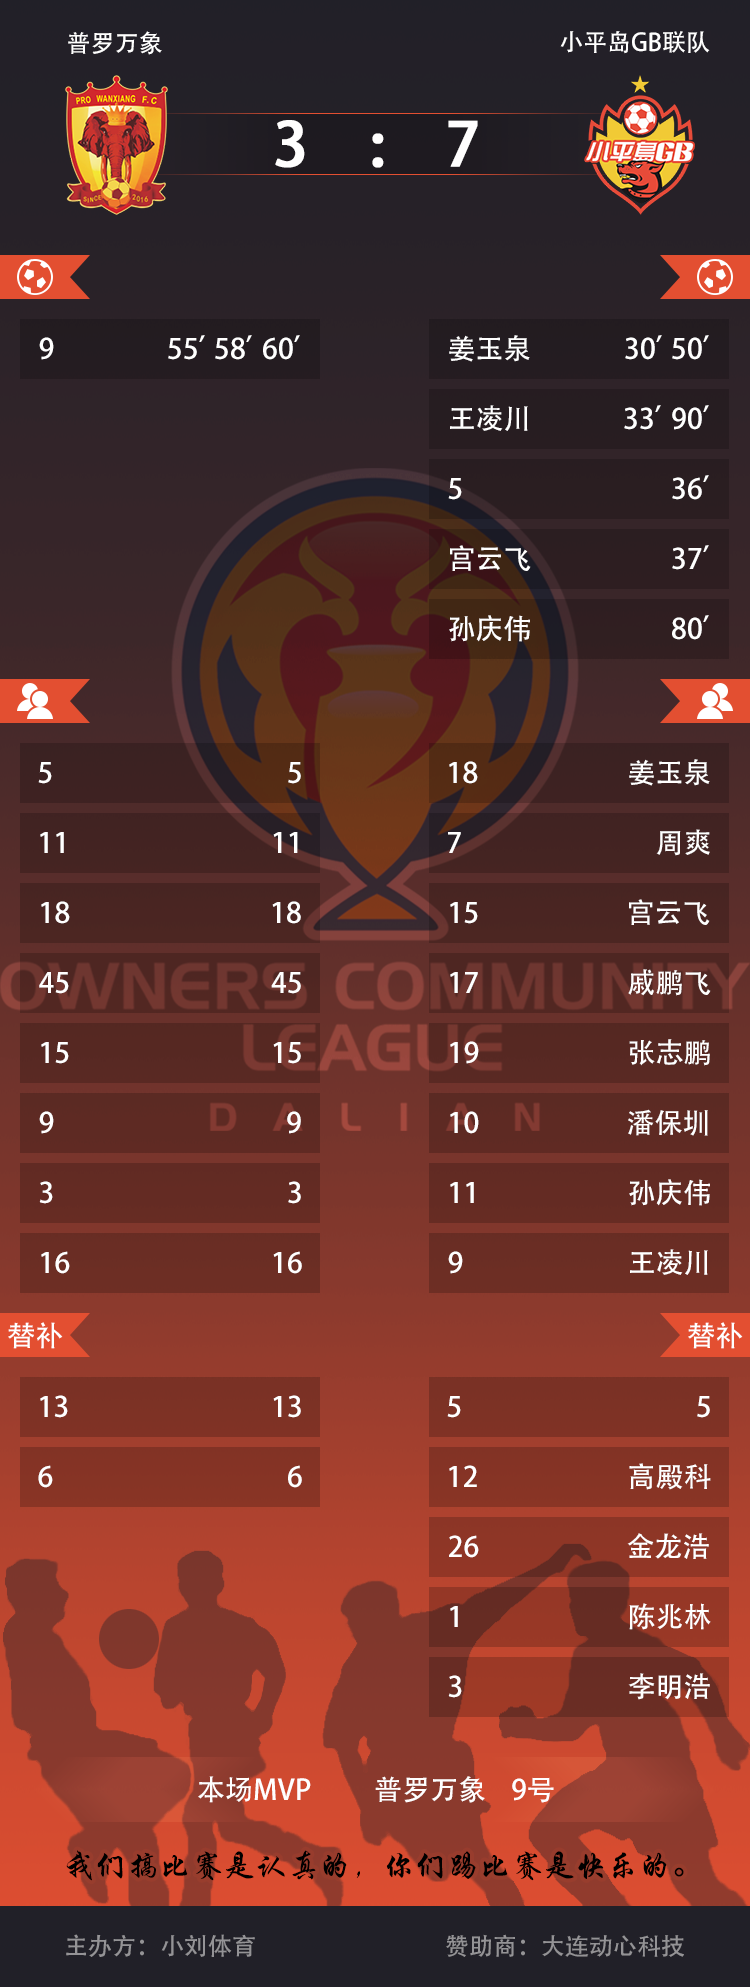 普罗万象 小平岛GB联队
PRO WANXIANG F.C
SINCE 2016
小平島GB
3 : 7
9 55′ 58′ 60′ 姜玉泉 30′ 50′
王凌川 33′ 90′
5 36′
宫云飞 37′
孙庆伟 80′
5 5 18 姜玉泉
11 11 7 周爽
18 18 15 宫云飞
45 45 17 戚鹏飞
OWNERS COMMUNITY
LEAGUE
DALIAN
15 15 19 张志鹏
9 9 10 潘保圳
3 3 11 孙庆伟
16 16 9 王凌川
替补 替补
13 13 5 5
6 6 12 高殿科
26 金龙浩
1 陈兆林
3 李明浩
本场MVP 普罗万象 9号
我们搞比赛是认真的，你们踢比赛是快乐的。
主办方：小刘体育 赞助商：大连动心科技